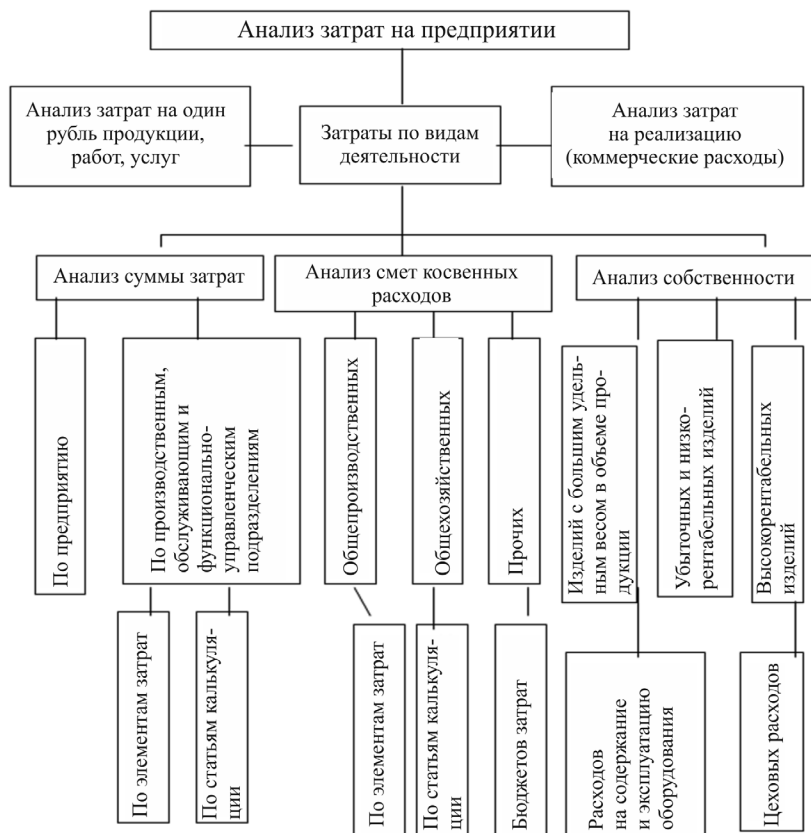 Анализ затрат на предприятии
Анализ затрат на один
рубль продукции,
работ, услуг
Затраты по видам
деятельности
Анализ затрат
на реализацию
(коммерческие расходы)
Анализ суммы затрат
Анализ смет косвенных
расходов
Анализ собственности
По предприятию
По производственным,
обслуживающим и
функционально-
управленческим
подразделениям
Общепроизводственных
Общехозяйственных
Прочих
Изделий с большим удель-
ным весом в объеме про-
дукции
Убыточных и низко-
рентабельных изделий
Высокорентабельных
изделий
По элементам затрат
По статьям калькуля-
ции
По элементам затрат
По статьям калькуля-
ции
Бюджетов затрат
Расходов
на содержание
и эксплуатацию
оборудования
Цеховых расходов